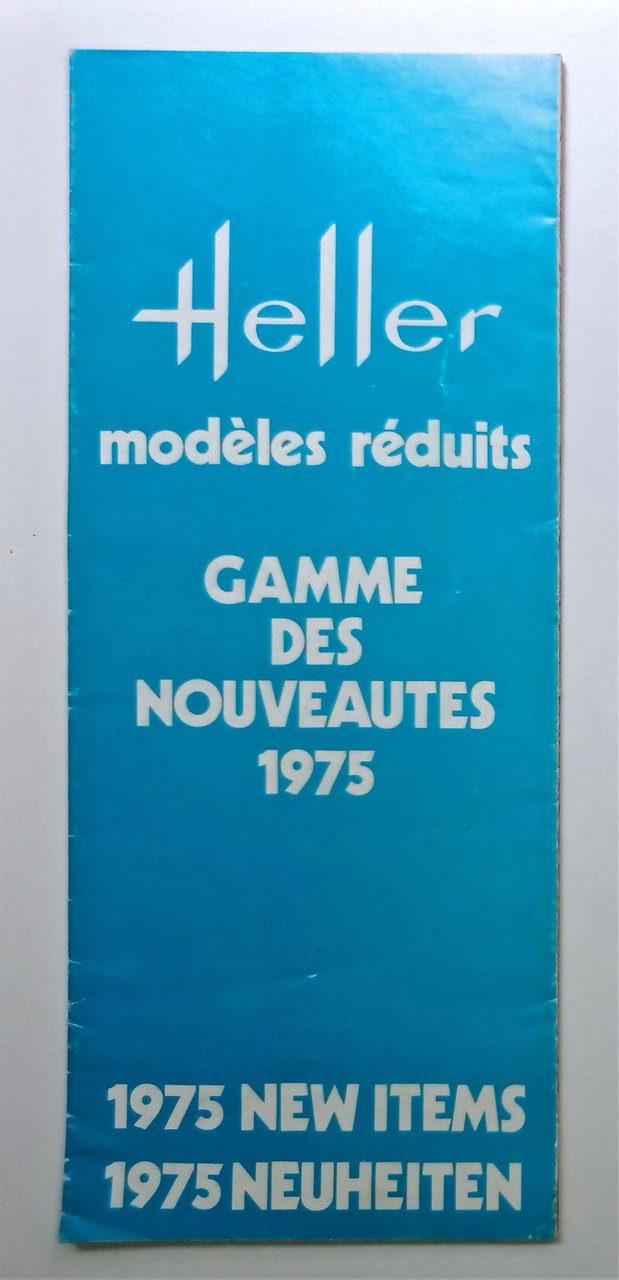 Heller
modèles réduits
GAMME
DES
NOUVEAUTES
1975
1975 NEW ITEMS
1975 NEUHEITEN